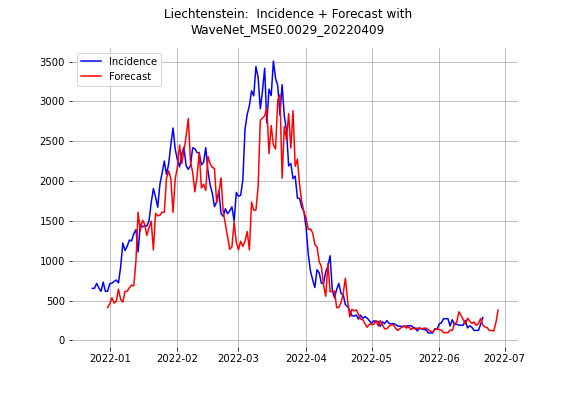 Liechtenstein:  Incidence + Forecast with
WaveNet_MSE0.0029_20220409
Incidence
Forecast
3500
3000
2500
2000
1500
1000
500
0
2022-01 2022-02 2022-03 2022-04 2022-05 2022-06 2022-07